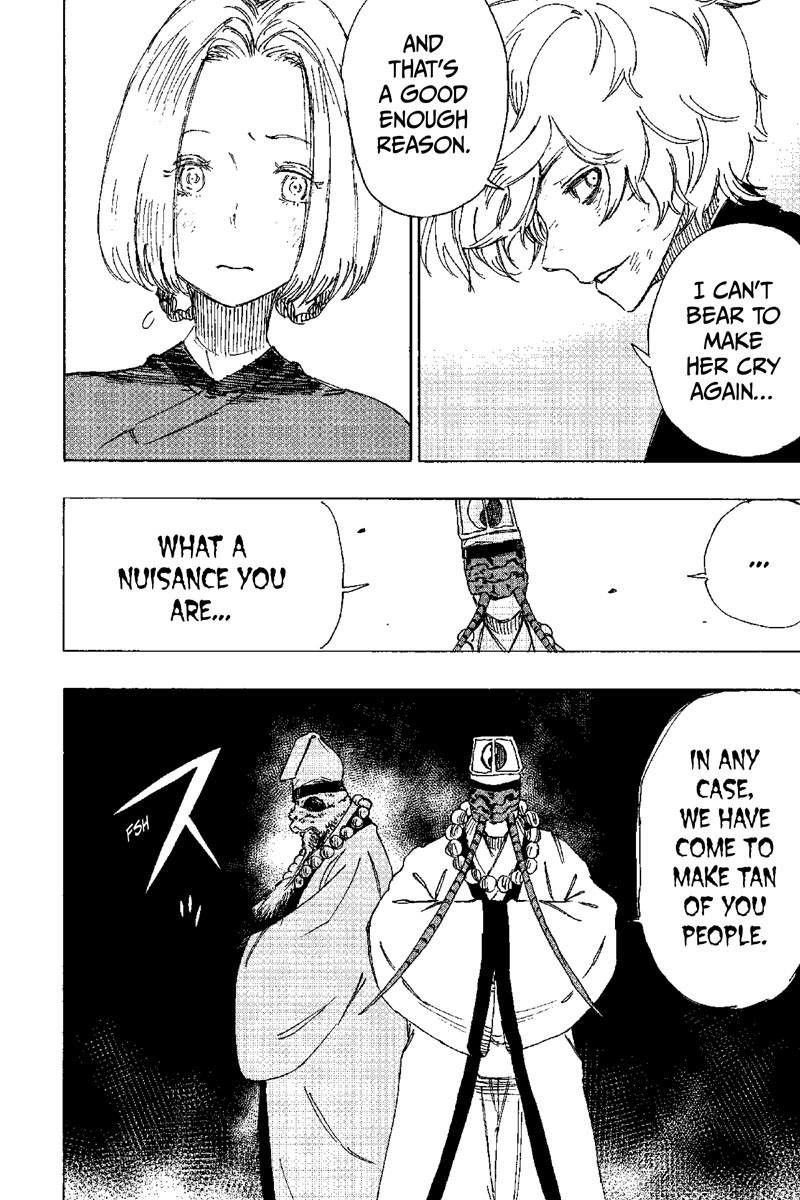 I CAN'T
BEAR TO
MAKE
HER CRY
AGAIN...
AND
THAT'S
A GOOD
ENOUGH
REASON.
...
WHAT A
NUISANCE YOU
ARE...
IN ANY
CASE,
WE HAVE
COME TO
MAKE TAN
OF YOU
PEOPLE.
ス
FSH